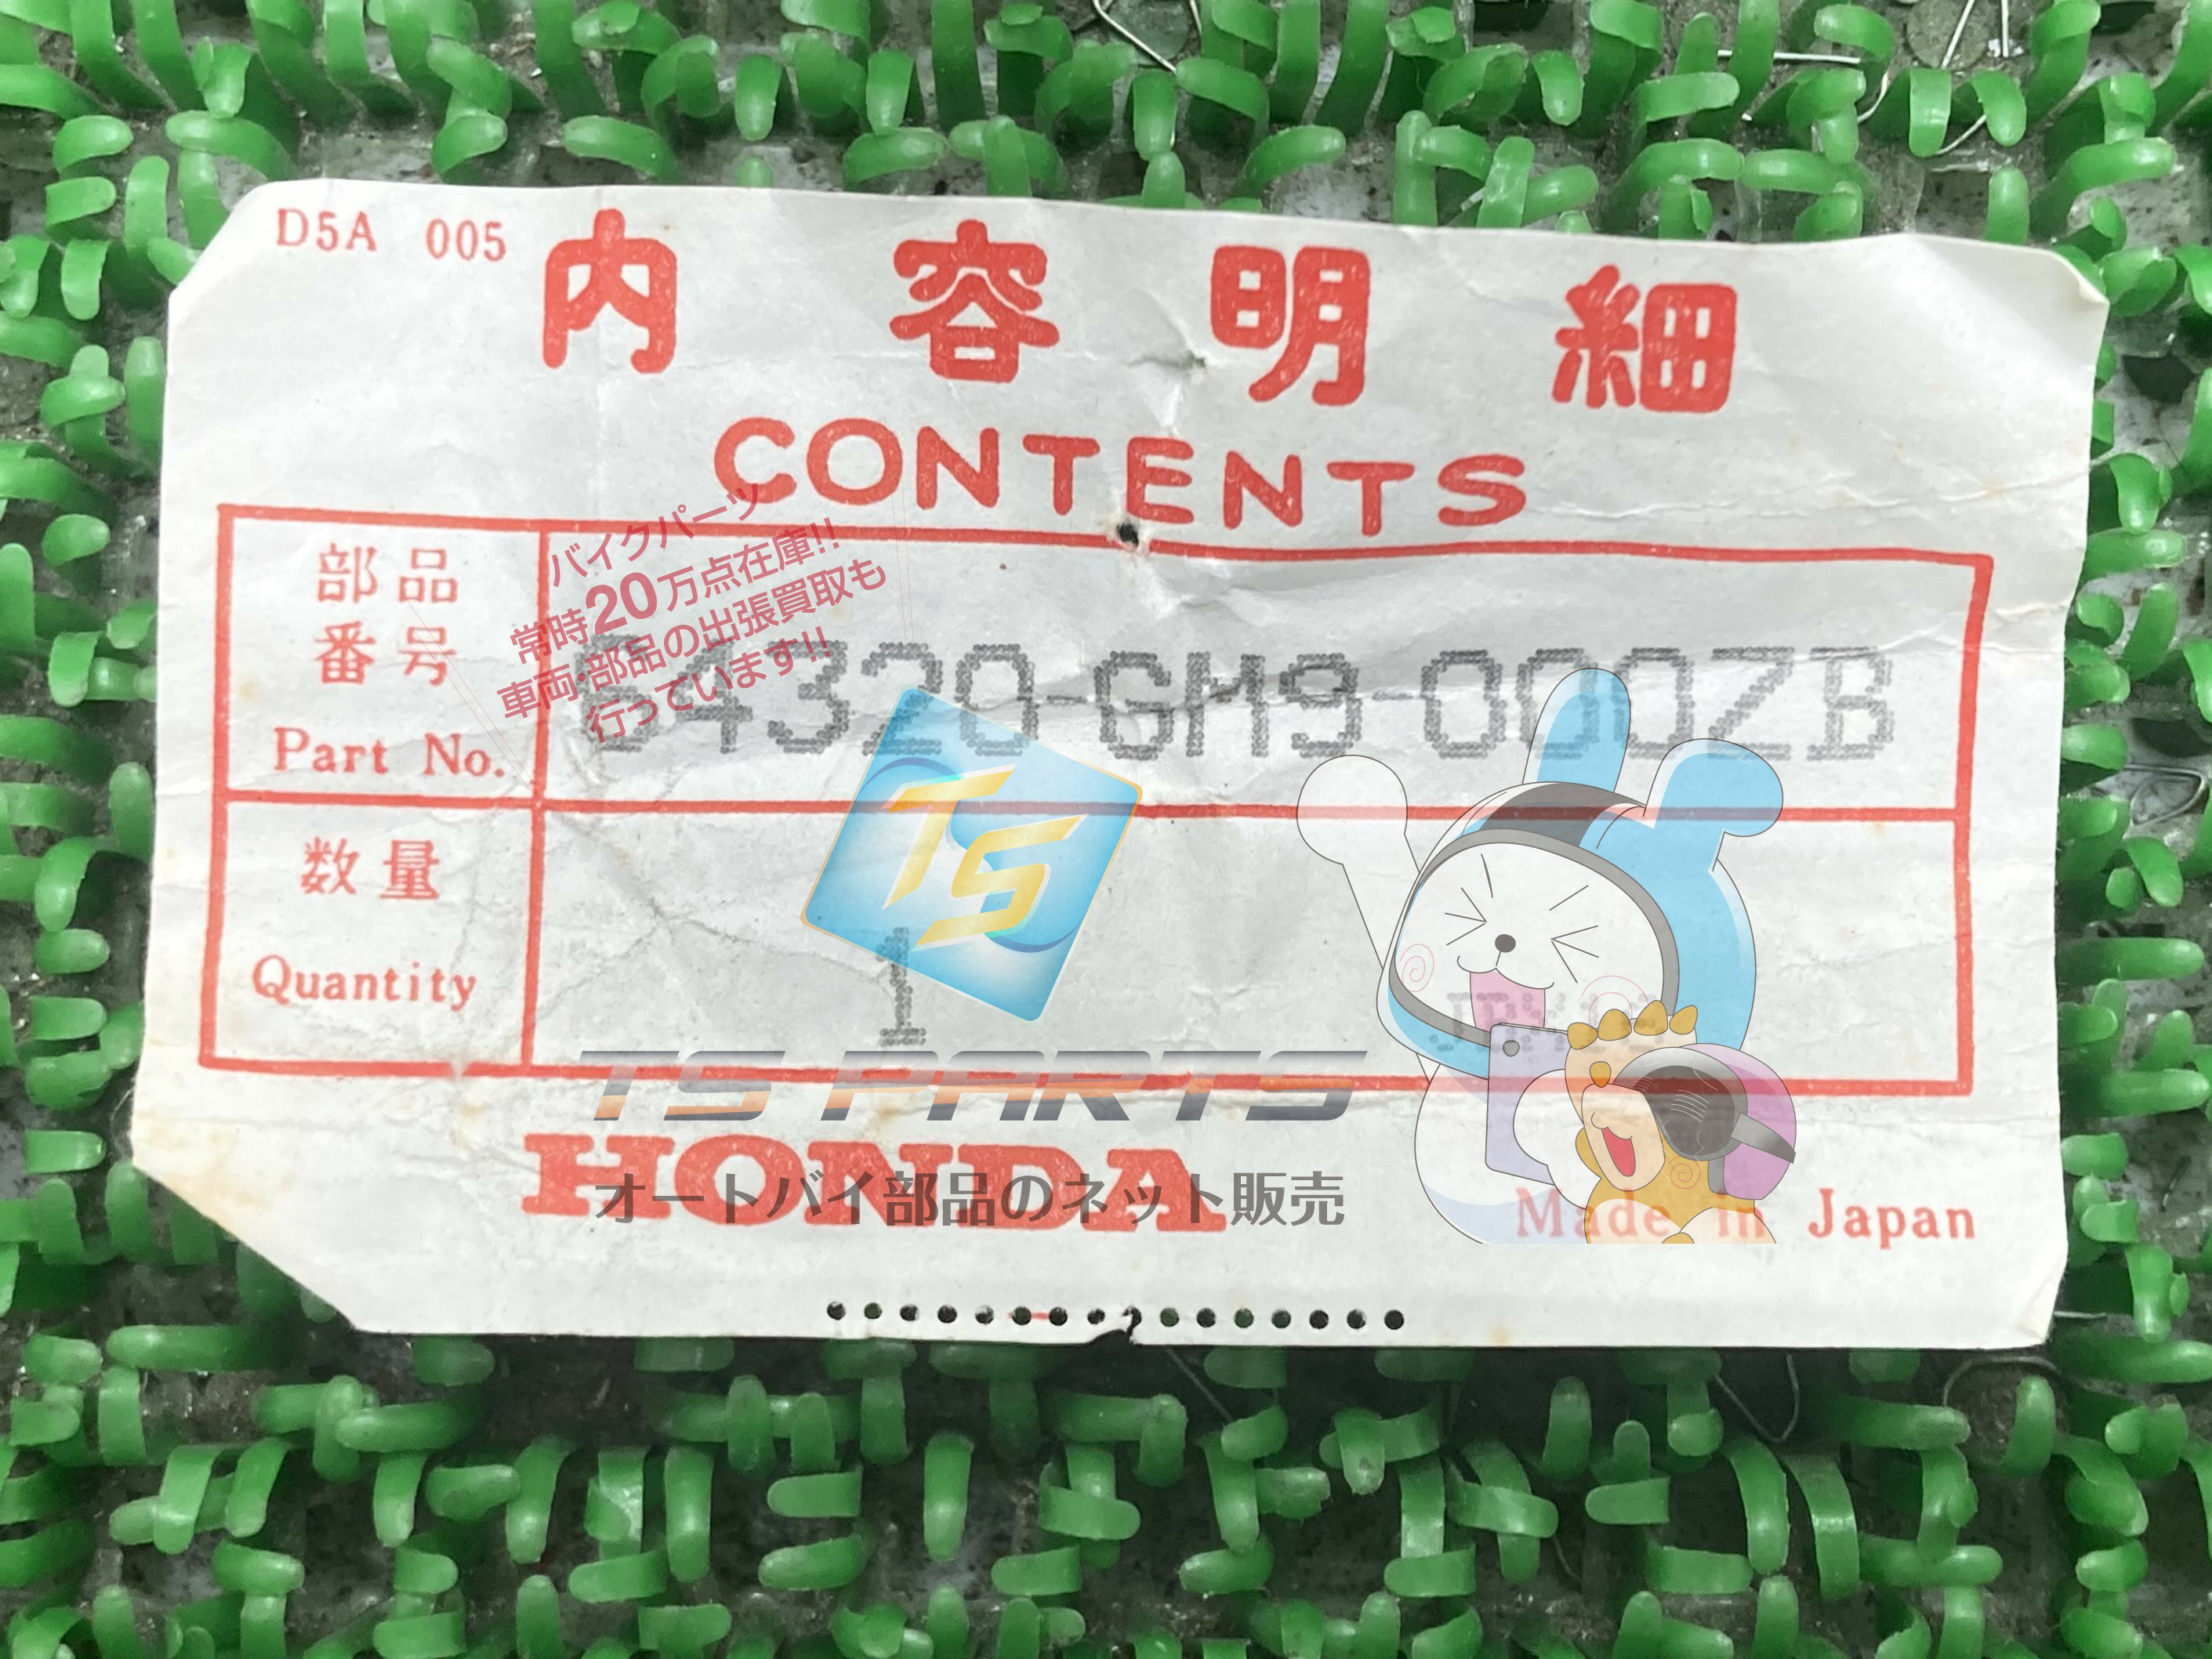 D5A 005
内容明細
CONTENTS
部品
番号
Part No.
64320-GM9-000ZB
数量
Quantity
1
HONDA
Made in Japan
バイクパーツ
常時20万点在庫!!
車両・部品の出張買取も
行っています!!
TS
TS PARTS
オートバイ部品のネット販売